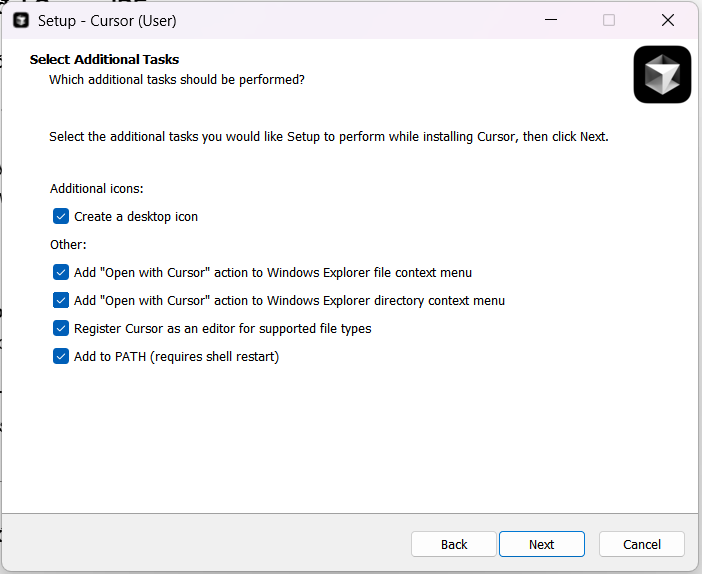 Setup - Cursor (User)
Select Additional Tasks
Which additional tasks should be performed?
Select the additional tasks you would like Setup to perform while installing Cursor, then click Next.
Additional icons:
Create a desktop icon
Other:
Add "Open with Cursor" action to Windows Explorer file context menu
Add "Open with Cursor" action to Windows Explorer directory context menu
Register Cursor as an editor for supported file types
Add to PATH (requires shell restart)
Back
Next
Cancel